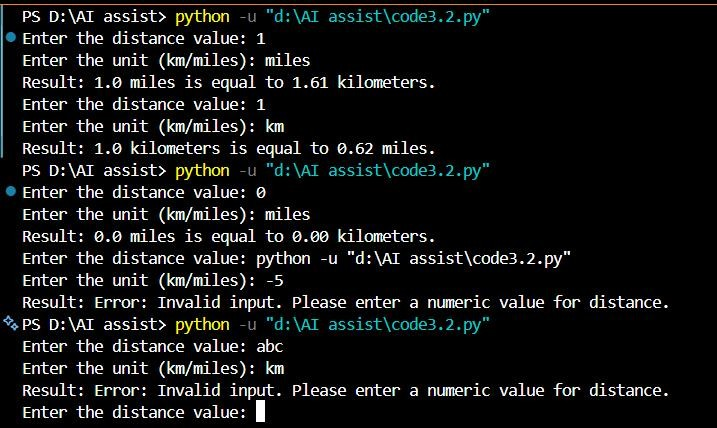 PS D:\AI assist> python -u "d:\AI assist\code3.2.py"
Enter the distance value: 1
Enter the unit (km/miles): miles
Result: 1.0 miles is equal to 1.61 kilometers.
Enter the distance value: 1
Enter the unit (km/miles): km
Result: 1.0 kilometers is equal to 0.62 miles.
PS D:\AI assist> python -u "d:\AI assist\code3.2.py"
Enter the distance value: 0
Enter the unit (km/miles): miles
Result: 0.0 miles is equal to 0.00 kilometers.
Enter the distance value: python -u "d:\AI assist\code3.2.py"
Enter the unit (km/miles): -5
Result: Error: Invalid input. Please enter a numeric value for distance.
PS D:\AI assist> python -u "d:\AI assist\code3.2.py"
Enter the distance value: abc
Enter the unit (km/miles): km
Result: Error: Invalid input. Please enter a numeric value for distance.
Enter the distance value: